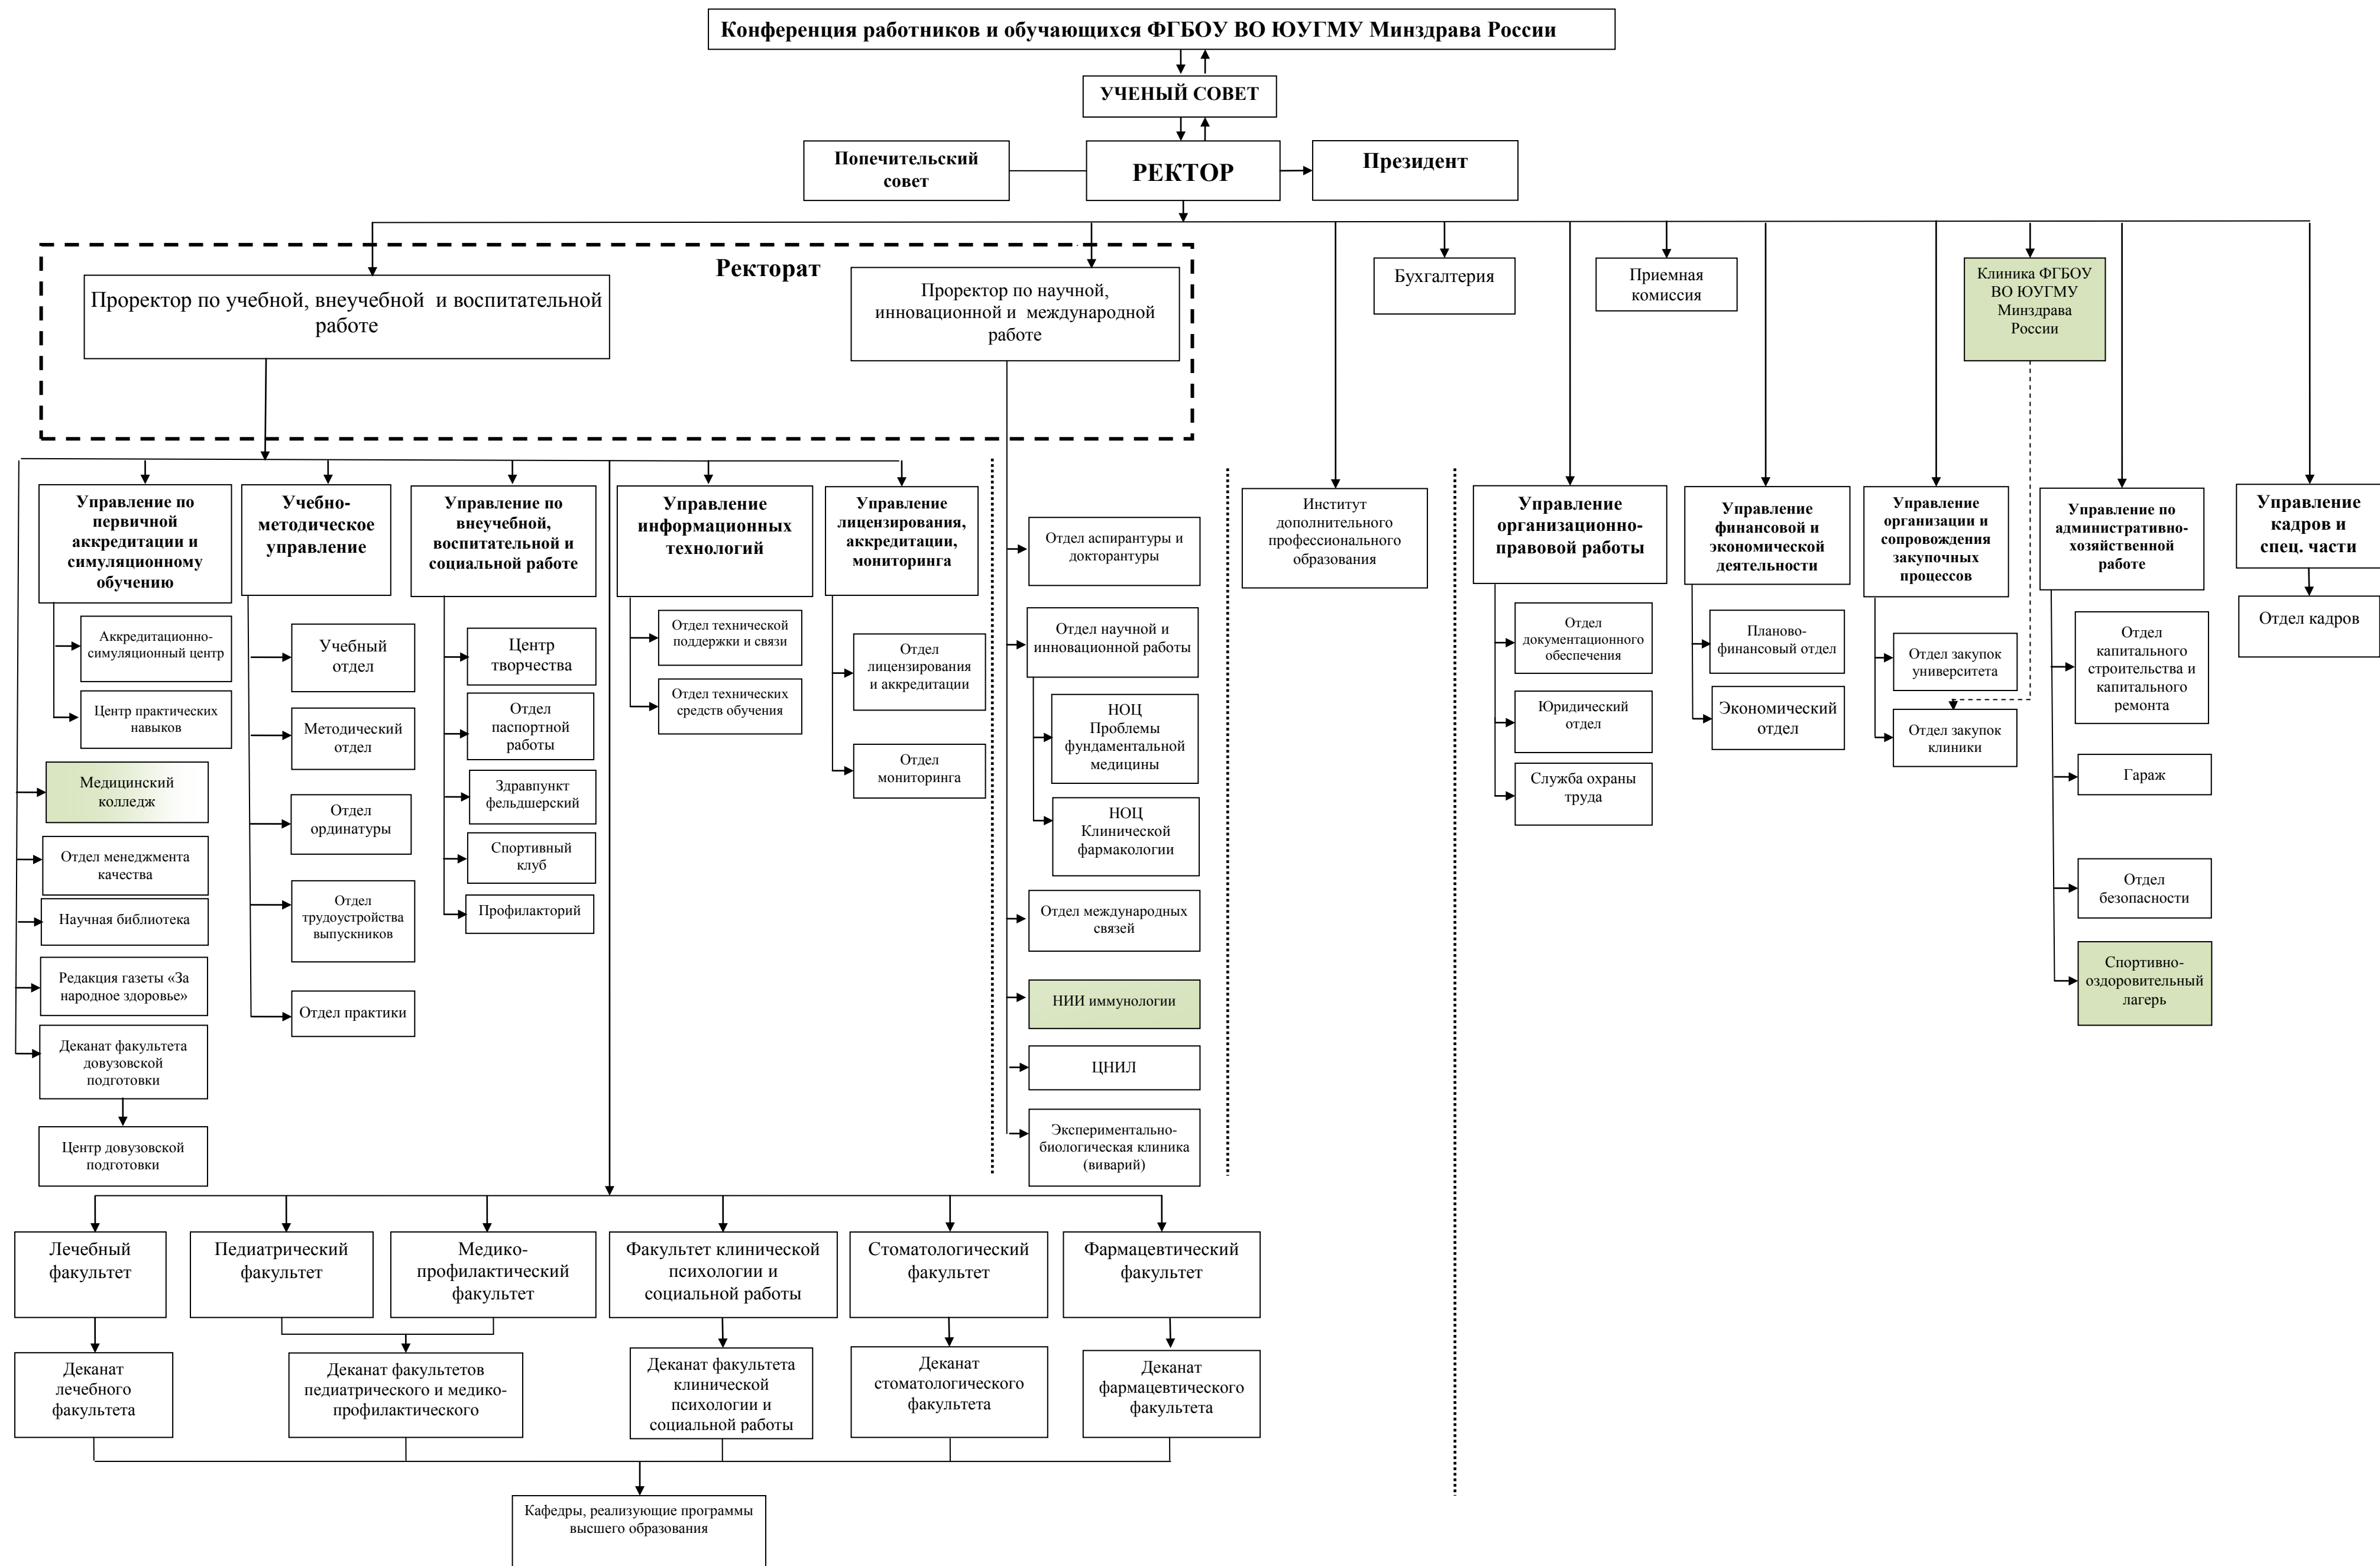 Конференция работников и обучающихся ФГБОУ ВО ЮУГМУ Минздрава России
УЧЕНЫЙ СОВЕТ
Попечительский
совет
РЕКТОР
Президент
Ректорат
Проректор по учебной, внеучебной и воспитательной
работе
Проректор по научной,
инновационной и международной
работе
Бухгалтерия
Приемная
комиссия
Клиника ФГБОУ
ВО ЮУГМУ
Минздрава
России
Управление по
первичной
аккредитации и
симуляционному
обучению
Учебно-
методическое
управление
Управление по
внеучебной,
воспитательной и
социальной работе
Управление
информационных
технологий
Управление
лицензирования,
аккредитации,
мониторинга
Институт
дополнительного
профессионального
образования
Управление
организационно-
правовой работы
Управление
финансовой и
экономической
деятельности
Управление
организации и
сопровождения
закупочных
процессов
Управление по
административно-
хозяйственной
работе
Управление
кадров и
спец. части
Аккредитационно-
симуляционный центр
Центр практических
навыков
Медицинский
колледж
Отдел менеджмента
качества
Научная библиотека
Редакция газеты «За
народное здоровье»
Деканат факультета
довузовской
подготовки
Центр довузовской
подготовки
Учебный
отдел
Методический
отдел
Отдел
ординатуры
Отдел
трудоустройства
выпускников
Отдел практики
Центр
творчества
Отдел
паспортной
работы
Здравпункт
фельдшерский
Спортивный
клуб
Профилакторий
Отдел технической
поддержки и связи
Отдел технических
средств обучения
Отдел
лицензирования
и аккредитации
Отдел
мониторинга
Отдел аспирантуры и
докторантуры
Отдел научной и
инновационной работы
НОЦ
Проблемы
фундаментальной
медицины
НОЦ
Клинической
фармакологии
Отдел международных
связей
НИИ иммунологии
ЦНИЛ
Экспериментально-
биологическая клиника
(виварий)
Отдел
документационного
обеспечения
Юридический
отдел
Служба охраны
труда
Планово-
финансовый отдел
Экономический
отдел
Отдел закупок
университета
Отдел закупок
клиники
Отдел
капитального
строительства и
капитального
ремонта
Гараж
Отдел
безопасности
Спортивно-
оздоровительный
лагерь
Отдел кадров
Лечебный
факультет
Педиатрический
факультет
Медико-
профилактический
факультет
Факультет клинической
психологии и
социальной работы
Стоматологический
факультет
Фармацевтический
факультет
Деканат
лечебного
факультета
Деканат факультетов
педиатрического и медико-
профилактического
Деканат факультета
клинической
психологии и
социальной работы
Деканат
стоматологического
факультета
Деканат
фармацевтического
факультета
Кафедры, реализующие программы
высшего образования